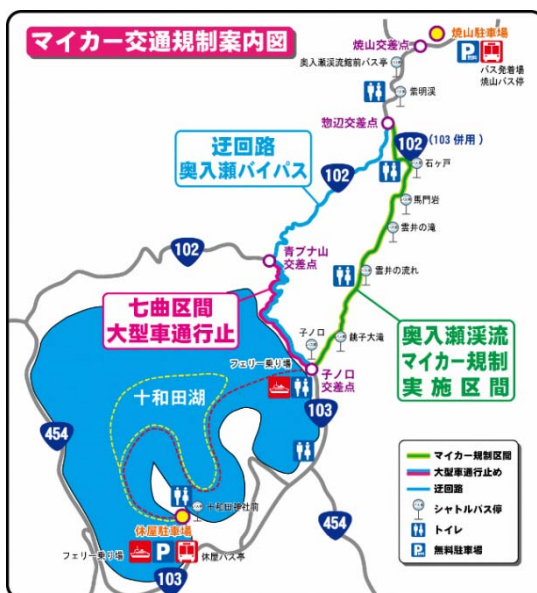 マイカー交通規制案内図
焼山駐車場
焼山交差点
奥入瀬渓流館前バス亭
P
バス発着場
焼山バス停
紫明渓
惣辺交差点
102
(103 併用)
迂回路
奥入瀬バイパス
102
石ヶ戸
馬門岩
雲井の滝
102
青ブナ山
交差点
雲井の流れ
七曲区間
大型車通行止
奥入瀬渓流
マイカー規制
実施区間
子ノ口
銚子大滝
フェリー乗り場
子ノ口
交差点
十和田湖
103
454
マイカー規制区間
大型車通行止め
迂回路
シャトルバス停
トイレ
P
無料駐車場
454
十和田神社前
休屋駐車場
フェリー乗り場
P
休屋バス亭
103